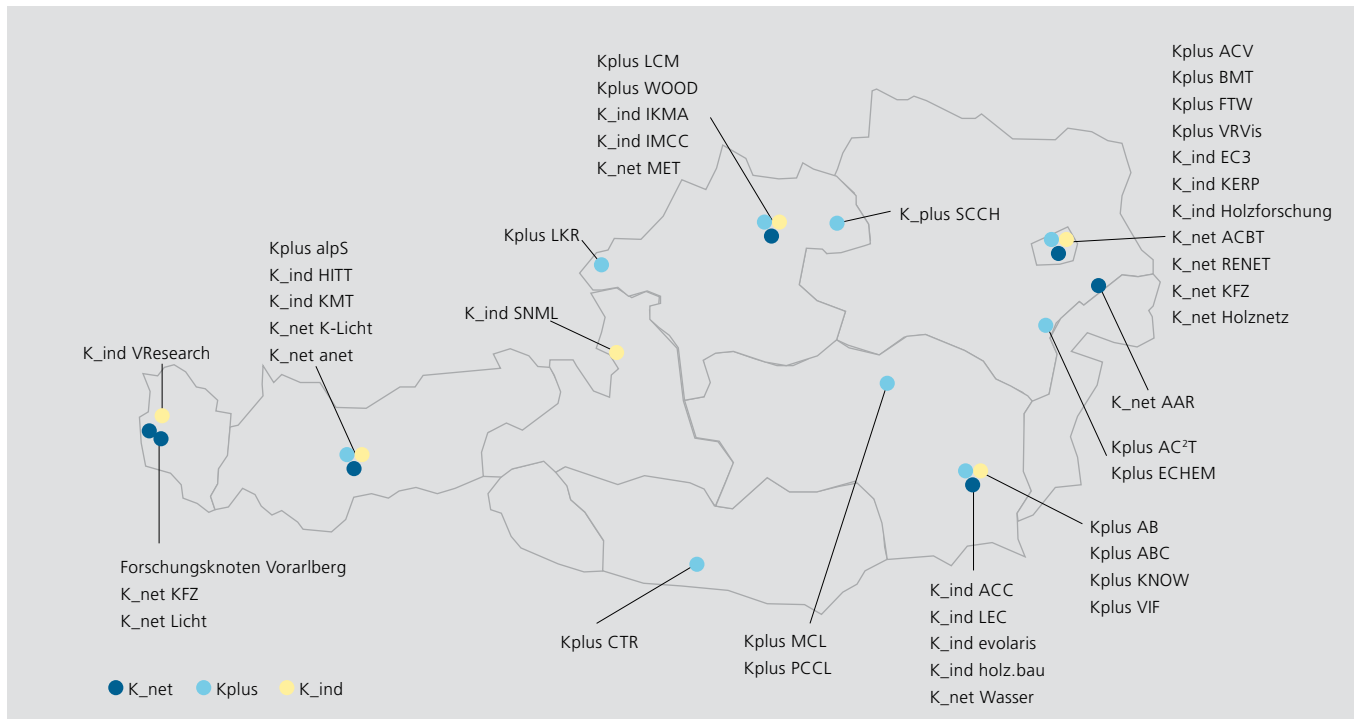 Kplus LCM
Kplus WOOD
K_ind IKMA
K_ind IMCC
K_net MET
Kplus ACV
Kplus BMT
Kplus FTW
Kplus VRVis
K_ind EC3
K_ind KERP
K_ind Holzforschung
K_net ACBT
K_net RENET
K_net KFZ
K_net Holznetz
K_plus SCCH
Kplus LKR
Kplus alpS
K_ind HITT
K_ind KMT
K_net K-Licht
K_net anet
K_ind SNML
K_ind VResearch
K_net AAR
Kplus AC²T
Kplus ECHEM
Kplus AB
Kplus ABC
Kplus KNOW
Kplus VIF
Forschungsknoten Vorarlberg
K_net KFZ
K_net Licht
K_ind ACC
K_ind LEC
K_ind evolaris
K_ind holz.bau
K_net Wasser
Kplus CTR
Kplus MCL
Kplus PCCL
K_net Kplus K_ind